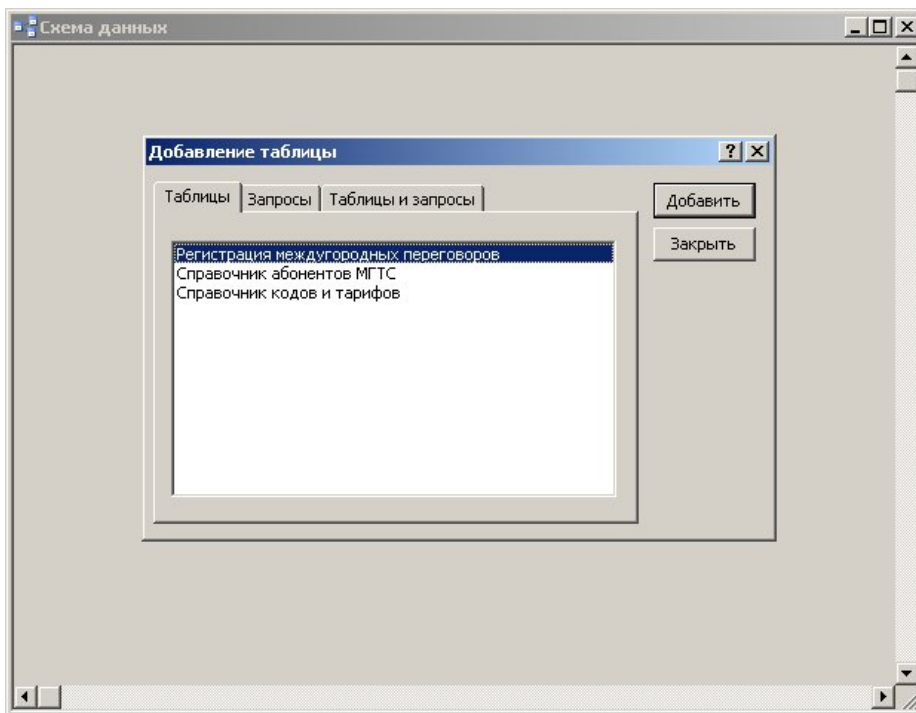 Схема данных
Добавление таблицы
Таблицы Запросы Таблицы и запросы
Добавить
Закрыть
Регистрация междугородных переговоров
Справочник абонентов МГТС
Справочник кодов и тарифов